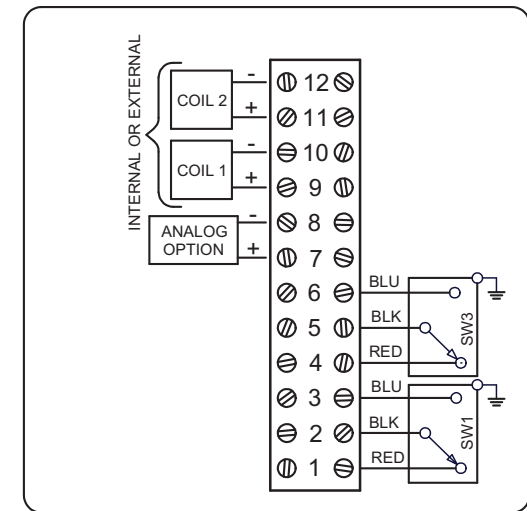 INTERNAL OR EXTERNAL
COIL 2
-
+
COIL 1
-
+
ANALOG
OPTION
-
+
12
11
10
9
8
7
6
5
4
3
2
1
BLU
BLK
RED
SW3
BLU
BLK
RED
SW1